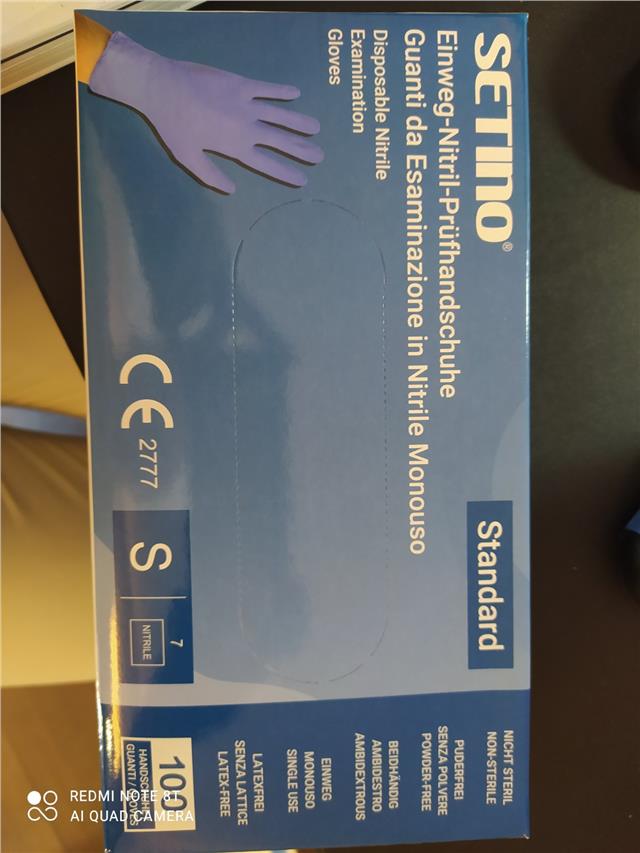 SETINO®
Einweg-Nitril-Prüfhandschuhe
Guanti da Esaminazione in Nitrile Monouso
Disposable Nitrile
Examination
Gloves
Standard
CE 2777
S
7
NITRILE
NICHT STERIL
NON-STERILE
PUDERFREI
SENZA POLVERE
POWDER-FREE
BEIDHÄNDIG
AMBIDESTRO
AMBIDEXTROUS
EINWEG
MONOUSO
SINGLE USE
LATEXFREI
SENZA LATTICE
LATEX-FREE
100
HANDSCHUHE
GUANTI / GLOVES
REDMI NOTE 8T
AI QUAD CAMERA